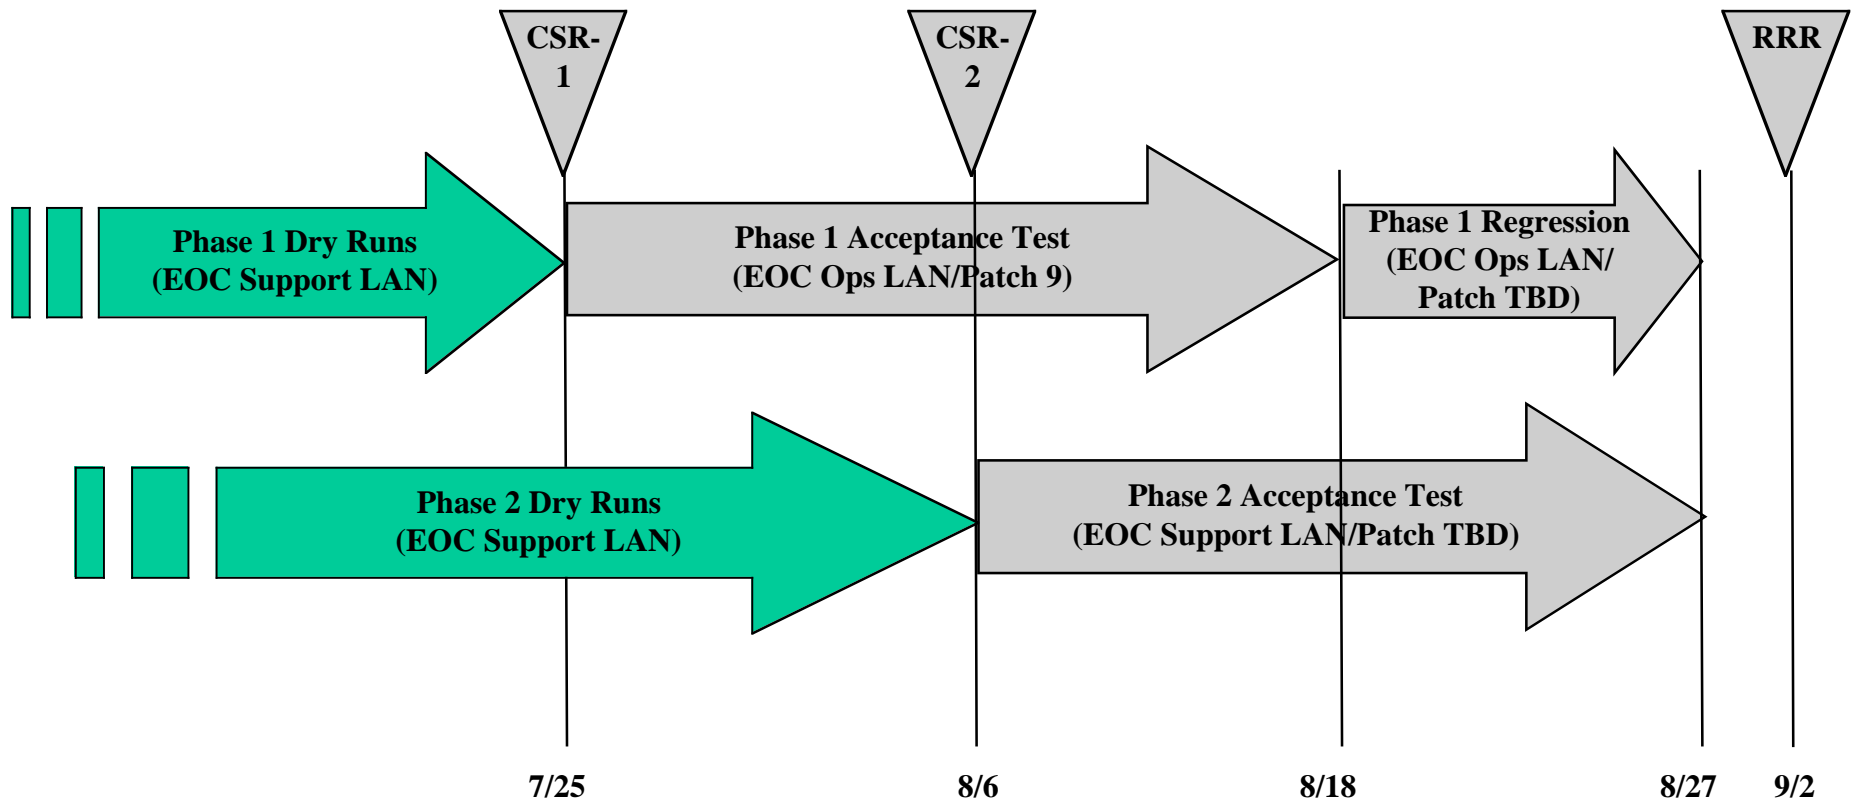 CSR-
1
CSR-
2
RRR
Phase 1 Dry Runs
(EOC Support LAN)
Phase 1 Acceptance Test
(EOC Ops LAN/Patch 9)
Phase 1 Regression
(EOC Ops LAN/
Patch TBD)
Phase 2 Dry Runs
(EOC Support LAN)
Phase 2 Acceptance Test
(EOC Support LAN/Patch TBD)
7/25
8/6
8/18
8/27
9/2